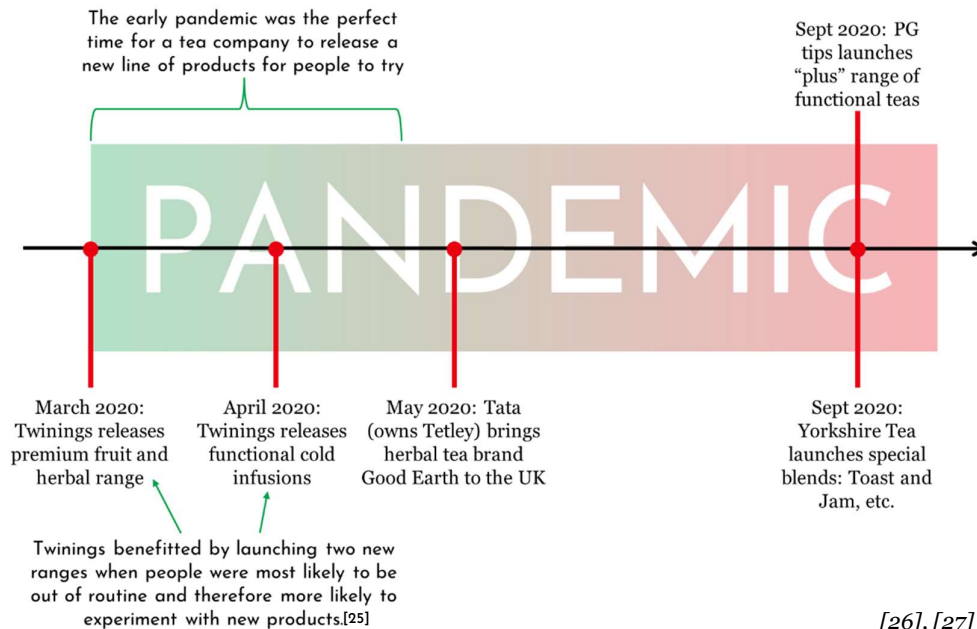 The early pandemic was the perfect
time for a tea company to release a
new line of products for people to try
Sept 2020: PG
tips launches
“plus” range of
functional teas
PANDEMIC
March 2020:
Twinings releases
premium fruit and
herbal range
April 2020:
Twinings releases
functional cold
infusions
May 2020: Tata
(owns Tetley) brings
herbal tea brand
Good Earth to the UK
Sept 2020:
Yorkshire Tea
launches special
blends: Toast and
Jam, etc.
Twinings benefitted by launching two new
ranges when people were most likely to be
out of routine and therefore more likely to
experiment with new products.[25]
[26], [27]